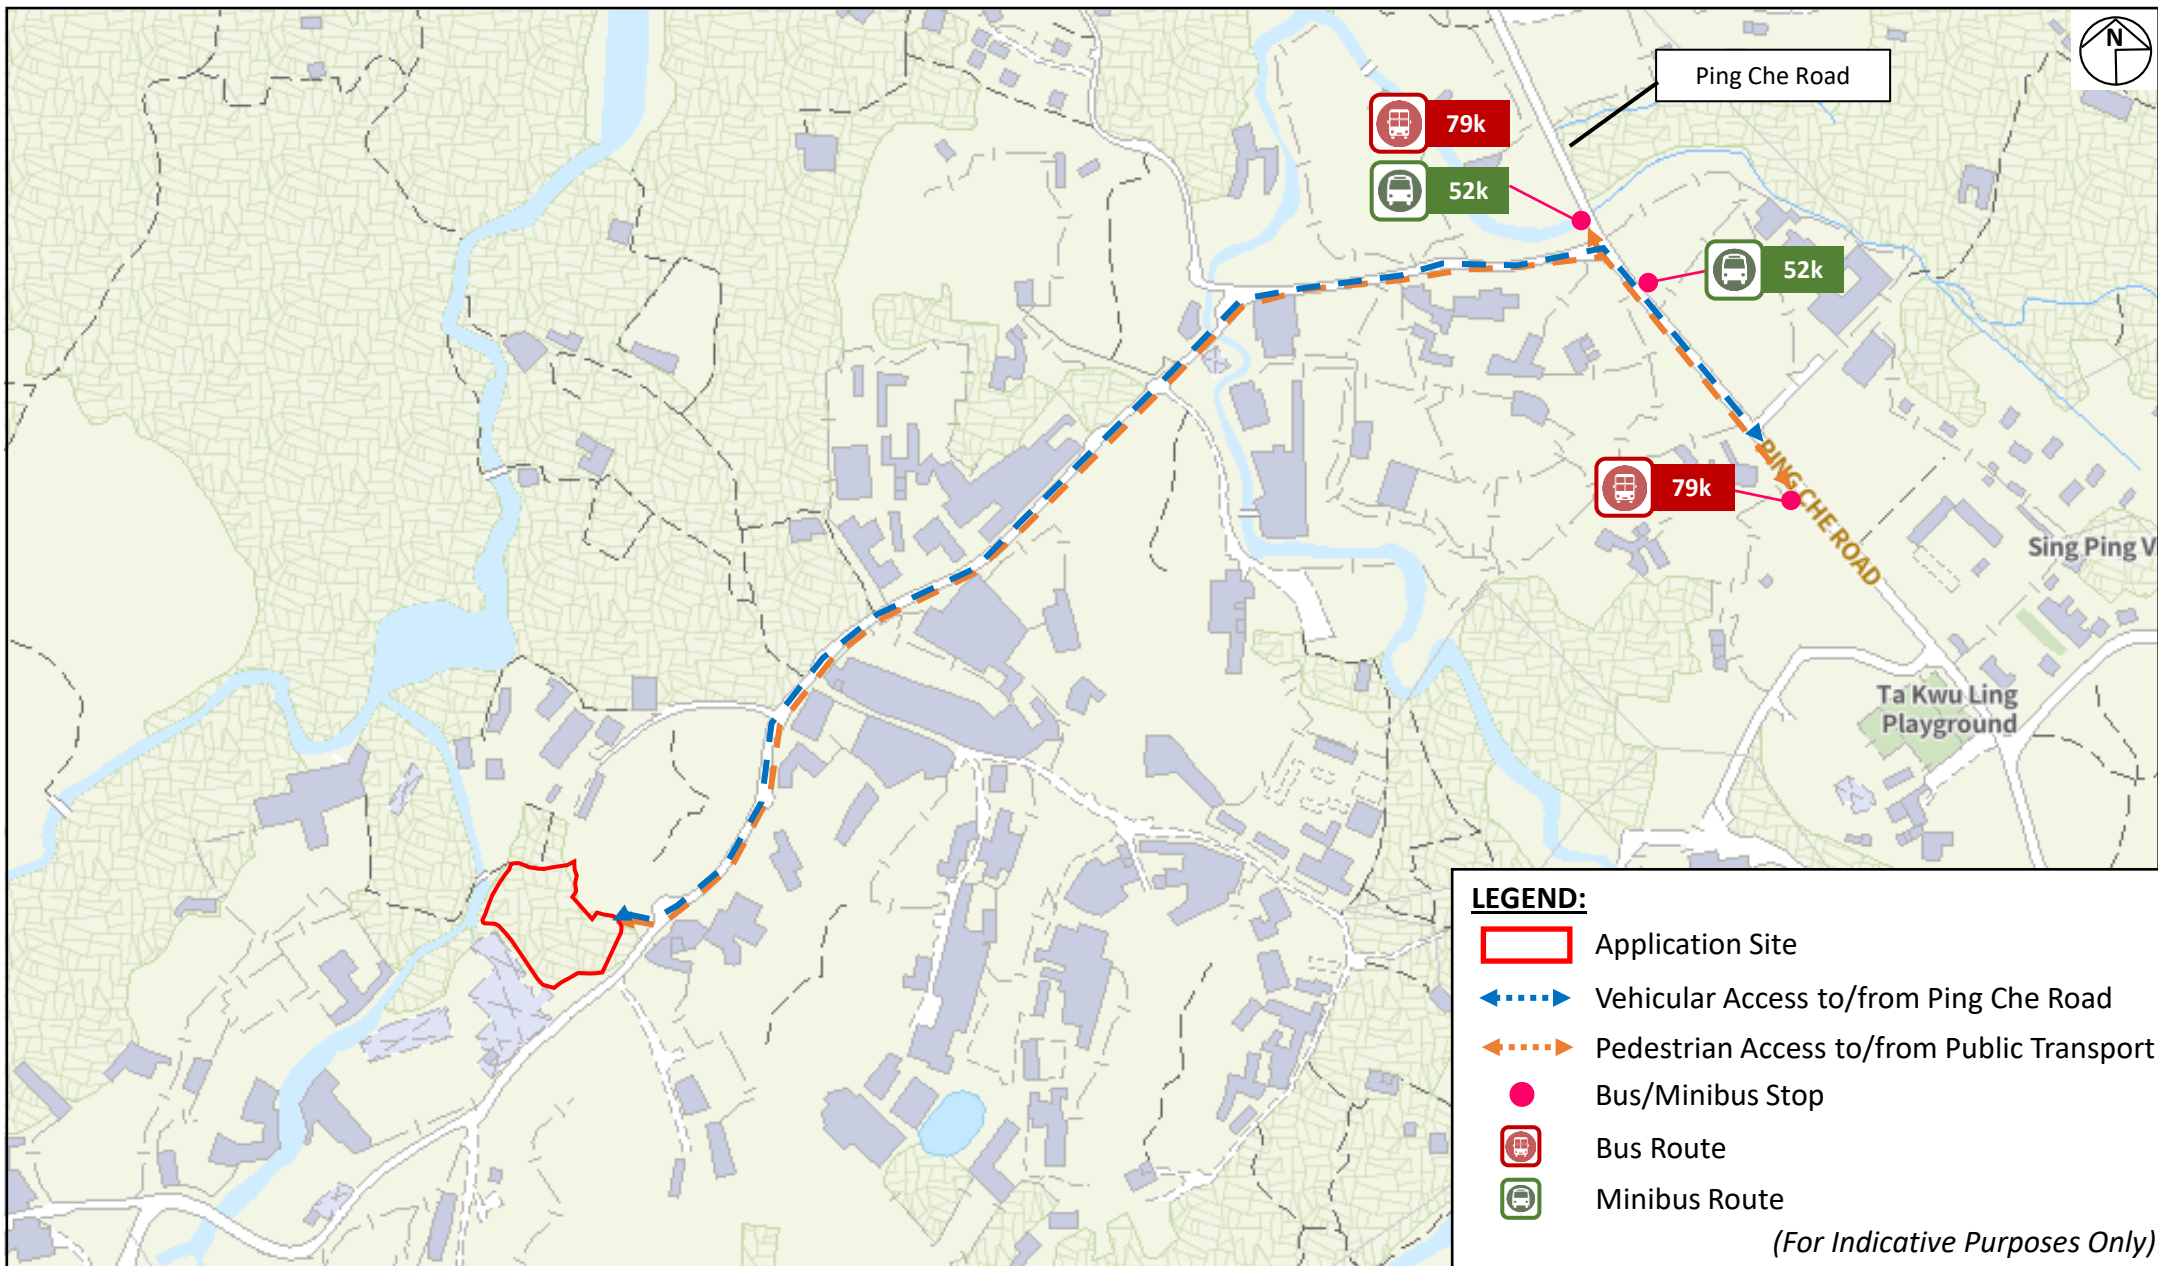 N
Ping Che Road
79k
52k
52k
79k
PING CHE ROAD
Sing Ping V
Ta Kwu Ling
Playground
LEGEND:
Application Site
Vehicular Access to/from Ping Che Road
Pedestrian Access to/from Public Transport
Bus/Minibus Stop
Bus Route
Minibus Route
(For Indicative Purposes Only)